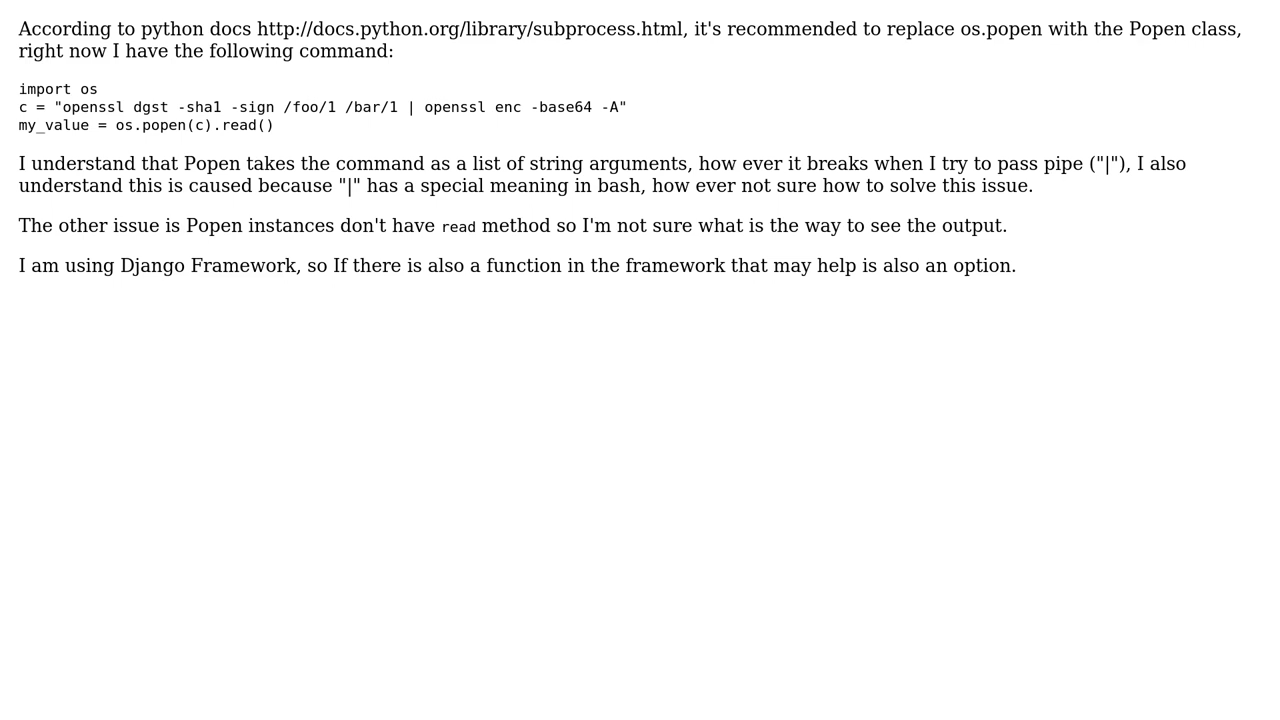 According to python docs http://docs.python.org/library/subprocess.html, it's recommended to replace os.popen with the Popen class,
right now I have the following command:
import os
c = "openssl dgst -sha1 -sign /foo/1 /bar/1 | openssl enc -base64 -A"
my_value = os.popen(c).read()
I understand that Popen takes the command as a list of string arguments, how ever it breaks when I try to pass pipe ("|"), I also
understand this is caused because "|" has a special meaning in bash, how ever not sure how to solve this issue.
The other issue is Popen instances don't have read method so I'm not sure what is the way to see the output.
I am using Django Framework, so If there is also a function in the framework that may help is also an option.